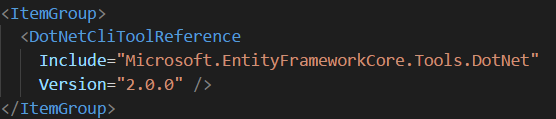 <ItemGroup>
<DotNetCliToolReference
Include="Microsoft.EntityFrameworkCore.Tools.DotNet"
Version="2.0.0" />
</ItemGroup>